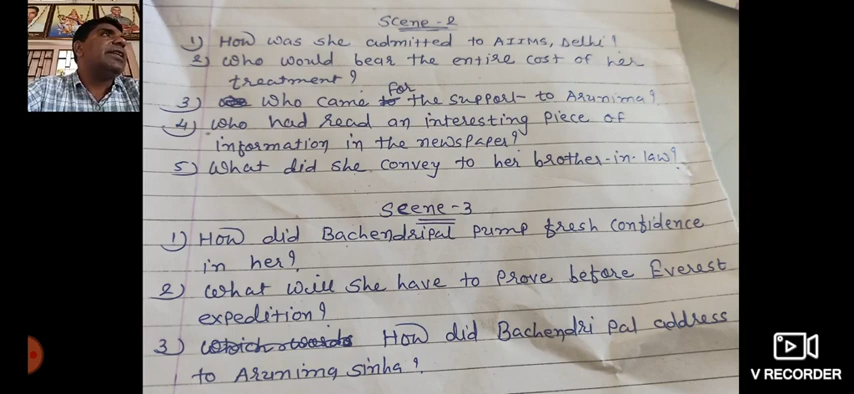 Scene-2
1) How was she admitted to AIIMS, Delhi?
2) Who would bear the entire cost of her
treatment?
3) Who came for the support to Arunima?
4) Who had read an interesting piece of
information in the newspaper?
5) What did she convey to her brother-in-law?
Scene-3
1) How did Bachendripal pump fresh confidence
in her?
2) What will she have to prove before Everest
expedition?
3) How did Bachendri pal address
to Arunima sinha?
V RECORDER